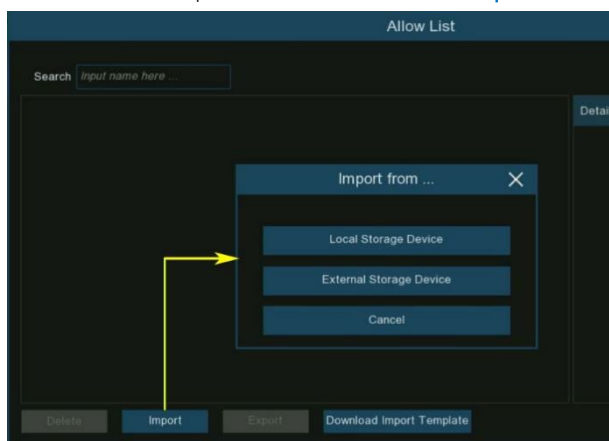 Allow List
Search Input name here ...
Detai
Import from ...
Local Storage Device
External Storage Device
Cancel
Delete Import Export Download Import Template